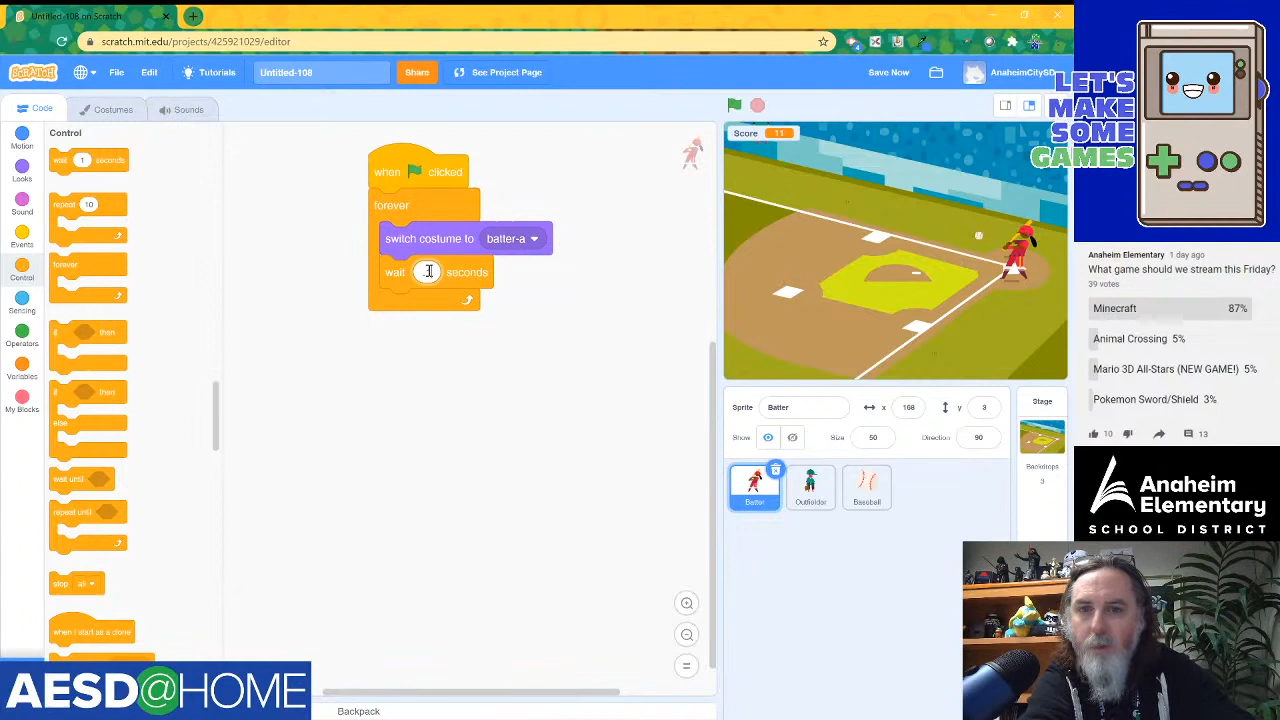 Untitled-108 on Scratch
scratch.mit.edu/projects/425921029/editor
SCRATCH
File
Edit
Tutorials
Untitled-108
Share
See Project Page
Save Now
AnaheimCitySD
Code
Costumes
Sounds
Motion
Looks
Sound
Events
Control
Sensing
Operators
Variables
My Blocks
Control
wait 1 seconds
repeat 10
forever
if then
if then
else
wait until
repeat until
stop all
when I start as a clone
when clicked
forever
switch costume to batter-a
wait seconds
Backpack
Score 11
Sprite Batter x 168 y 3
Show Size 50 Direction 90
Batter
Outfielder
Baseball
Stage
Backdrops
3
LET'S
MAKE
SOME
GAMES
Anaheim Elementary 1 day ago
What game should we stream this Friday?
39 votes
Minecraft 87%
Animal Crossing 5%
Mario 3D All-Stars (NEW GAME!) 5%
Pokemon Sword/Shield 3%
10
13
Anaheim
Elementary
SCHOOL DISTRICT
AESD@HOME